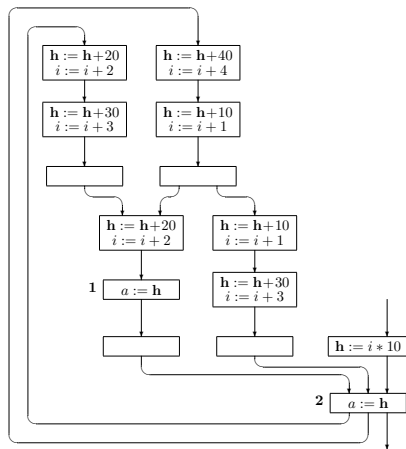 h := h+20
i := i + 2
h := h+40
i := i + 4
h := h+30
i := i + 3
h := h+10
i := i + 1
h := h+20
i := i + 2
h := h+10
i := i + 1
1
a := h
h := h+30
i := i + 3
h := i ∗ 10
2
a := h